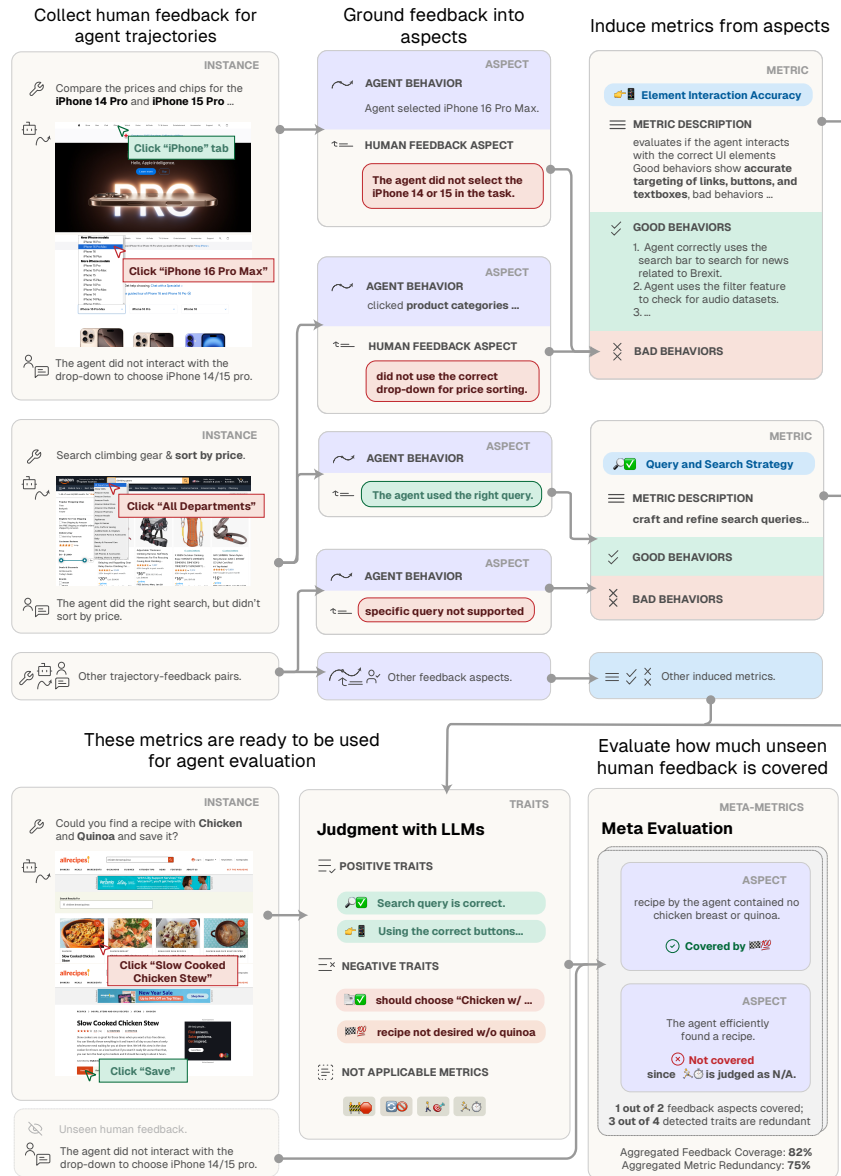 Collect human feedback for
agent trajectories
Ground feedback into
aspects
Induce metrics from aspects
INSTANCE
Compare the prices and chips for the
iPhone 14 Pro and iPhone 15 Pro ...
Click “iPhone” tab
Hello, Apple Intelligence.
PRO
Click “iPhone 16 Pro Max”
The agent did not interact with the
drop-down to choose iPhone 14/15 pro.
INSTANCE
Search climbing gear & sort by price.
amazon
Click “All Departments”
The agent did the right search, but didn’t
sort by price.
Other trajectory-feedback pairs.
ASPECT
AGENT BEHAVIOR
Agent selected iPhone 16 Pro Max.
HUMAN FEEDBACK ASPECT
The agent did not select the
iPhone 14 or 15 in the task.
ASPECT
AGENT BEHAVIOR
clicked product categories ...
HUMAN FEEDBACK ASPECT
did not use the correct
drop-down for price sorting.
ASPECT
AGENT BEHAVIOR
The agent used the right query.
ASPECT
AGENT BEHAVIOR
specific query not supported
Other feedback aspects.
METRIC
Element Interaction Accuracy
METRIC DESCRIPTION
evaluates if the agent interacts
with the correct UI elements
Good behaviors show accurate
targeting of links, buttons, and
textboxes, bad behaviors ...
GOOD BEHAVIORS
1. Agent correctly uses the
search bar to search for news
related to Brexit.
2. Agent uses the filter feature
to check for audio datasets.
3. ...
BAD BEHAVIORS
METRIC
Query and Search Strategy
METRIC DESCRIPTION
craft and refine search queries...
GOOD BEHAVIORS
BAD BEHAVIORS
Other induced metrics.
These metrics are ready to be used
for agent evaluation
Evaluate how much unseen
human feedback is covered
INSTANCE
Could you find a recipe with Chicken
and Quinoa and save it?
allrecipes
Click “Slow Cooked
Chicken Stew”
allrecipes
New Year Sale
Slow Cooked Chicken Stew
Click “Save”
Unseen human feedback.
The agent did not interact with the
drop-down to choose iPhone 14/15 pro.
TRAITS
Judgment with LLMs
POSITIVE TRAITS
Search query is correct.
Using the correct buttons...
NEGATIVE TRAITS
should choose “Chicken w/ ...
recipe not desired w/o quinoa
NOT APPLICABLE METRICS
META-METRICS
Meta Evaluation
ASPECT
recipe by the agent contained no
chicken breast or quinoa.
Covered by
ASPECT
The agent efficiently
found a recipe.
Not covered
since is judged as N/A.
1 out of 2 feedback aspects covered;
3 out of 4 detected traits are redundant
Aggregated Feedback Coverage: 82%
Aggregated Metric Redundancy: 75%